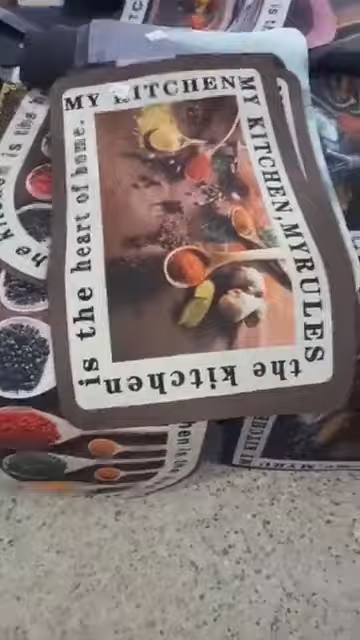 MY KITCHEN
MY KITCHEN, MY RULES
the kitchen
is the heart of home.